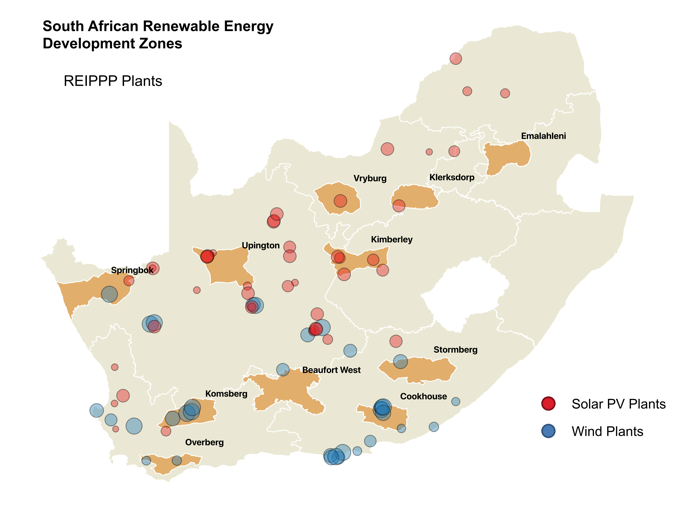 South African Renewable Energy
Development Zones
REIPPP Plants
Emalahleni
Klerksdorp
Vryburg
Kimberley
Upington
Springbok
Stormberg
Beaufort West
Komsberg
Cookhouse
Overberg
Solar PV Plants
Wind Plants